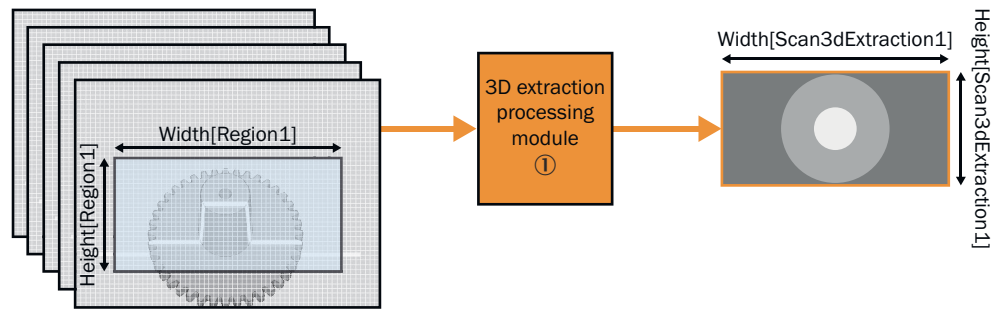 Width[Region1]
Height[Region1]
3D extraction
processing
module
①
Width[Scan3dExtraction1]
Height[Scan3dExtraction1]